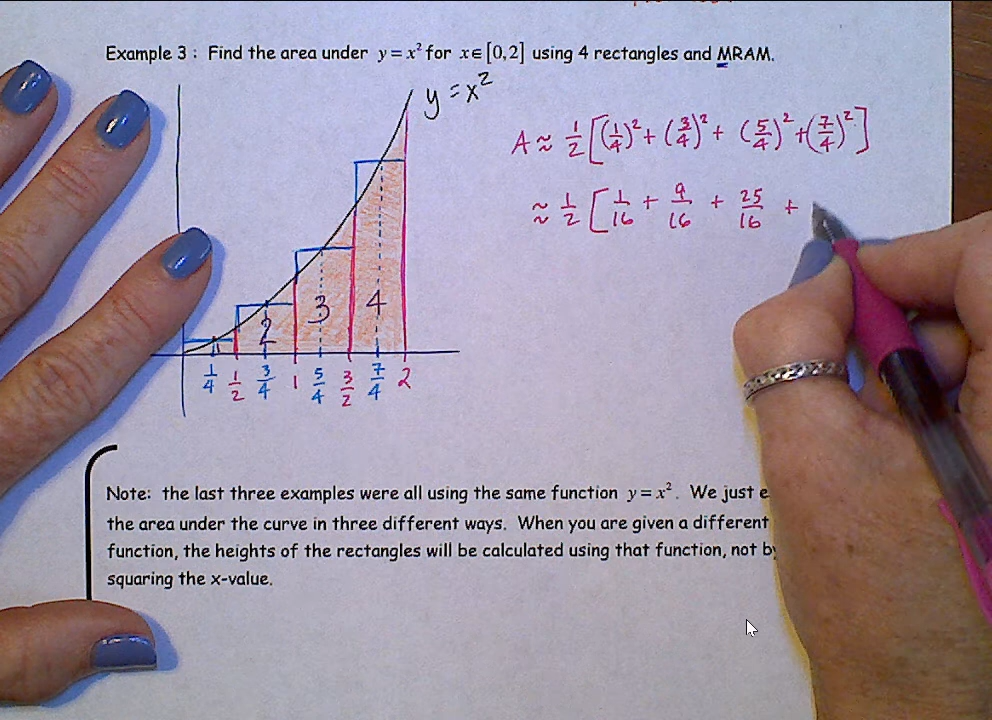 Example 3 : Find the area under y = x² for x ∈ [0,2] using 4 rectangles and MRAM.
y = x²
A ≈ 1/2 [(1/4)² + (3/4)² + (5/4)² + (7/4)²]
≈ 1/2 [1/16 + 9/16 + 25/16 +
1 2 3 4
1/4 1/2 3/4 1 5/4 3/2 7/4 2
Note: the last three examples were all using the same function y = x². We just
the area under the curve in three different ways. When you are given a different
function, the heights of the rectangles will be calculated using that function, not by
squaring the x-value.